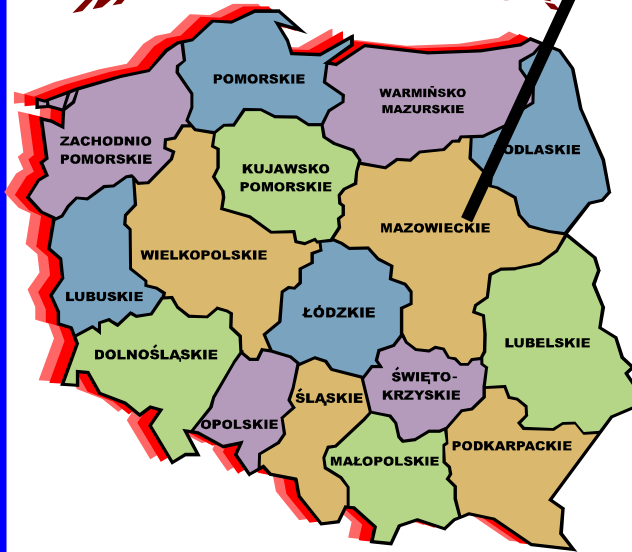 POMORSKIE
WARMIŃSKO
MAZURSKIE
ZACHODNIO
POMORSKIE
ODLASKIE
KUJAWSKO
POMORSKIE
MAZOWIECKIE
WIELKOPOLSKIE
LUBUSKIE
ŁÓDZKIE
LUBELSKIE
DOLNOŚLĄSKIE
ŚWIĘTO-
KRZYSKIE
ŚLĄSKIE
OPOLSKIE
PODKARPACKIE
MAŁOPOLSKIE